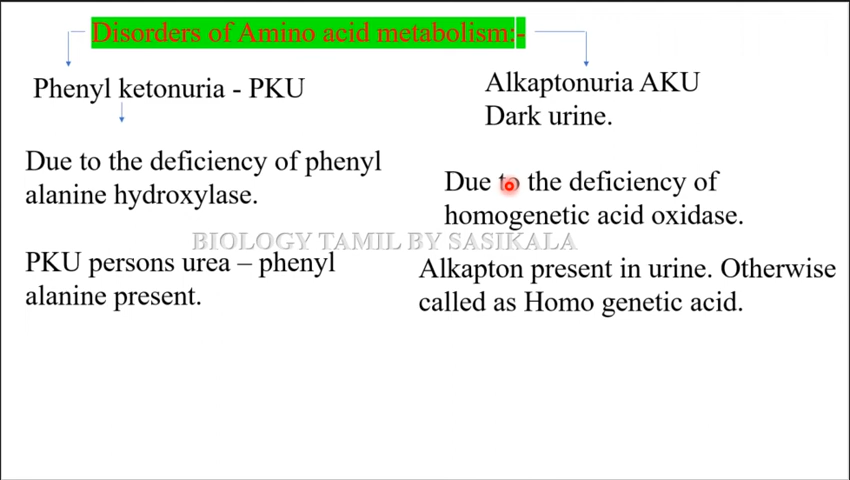 Disorders of Amino acid metabolism:-
Phenyl ketonuria - PKU
Due to the deficiency of phenyl
alanine hydroxylase.
PKU persons urea – phenyl
alanine present.
Alkaptonuria AKU
Dark urine.
Due to the deficiency of
homogenetic acid oxidase.
Alkapton present in urine. Otherwise
called as Homo genetic acid.
BIOLOGY TAMIL BY SASIKALA